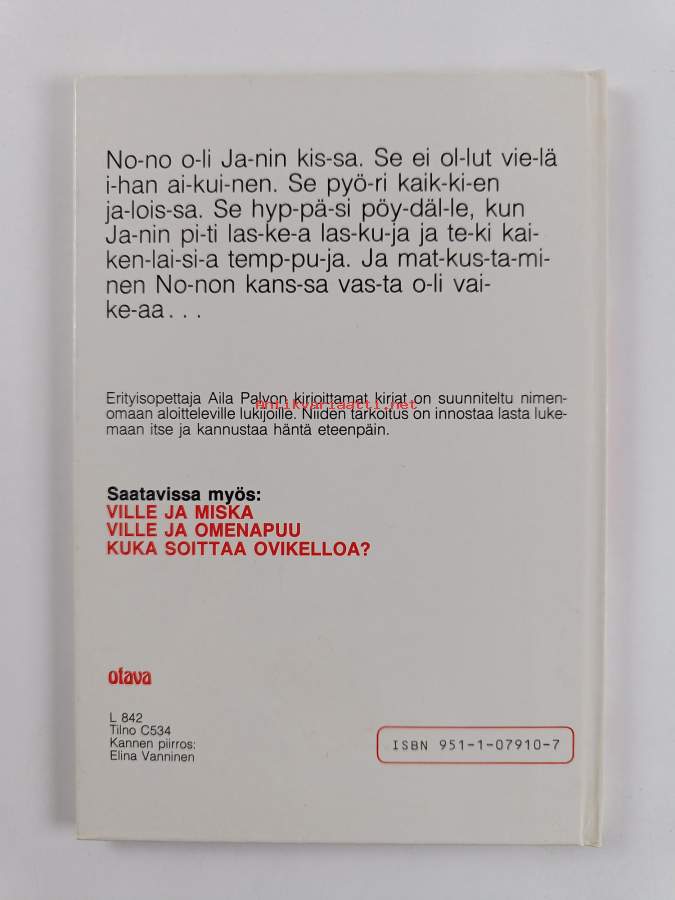 No-no o-li Ja-nin kis-sa. Se ei ol-lut vie-lä
i-han ai-kui-nen. Se pyö-ri kaik-ki-en
ja-lois-sa. Se hyp-pä-si pöy-däl-le, kun
Ja-nin pi-ti las-ke-a las-ku-ja ja te-ki kai-
ken-lai-si-a temp-pu-ja. Ja mat-kus-ta-mi-
nen No-non kans-sa vas-ta o-li vai-
ke-aa...
Erityisopettaja Aila Palvon kirjoittamat kirjat on suunniteltu nimen-
Antikvariaatti.net
omaan aloitteleville lukijoille. Niiden tarkoitus on innostaa lasta luke-
maan itse ja kannustaa häntä eteenpäin.
Saatavissa myös:
VILLE JA MISKA
VILLE JA OMENAPUU
KUKA SOITTAA OVIKELLOA?
otava
L 842
Tilno C534
Kannen piirros:
Elina Vanninen
ISBN 951-1-07910-7